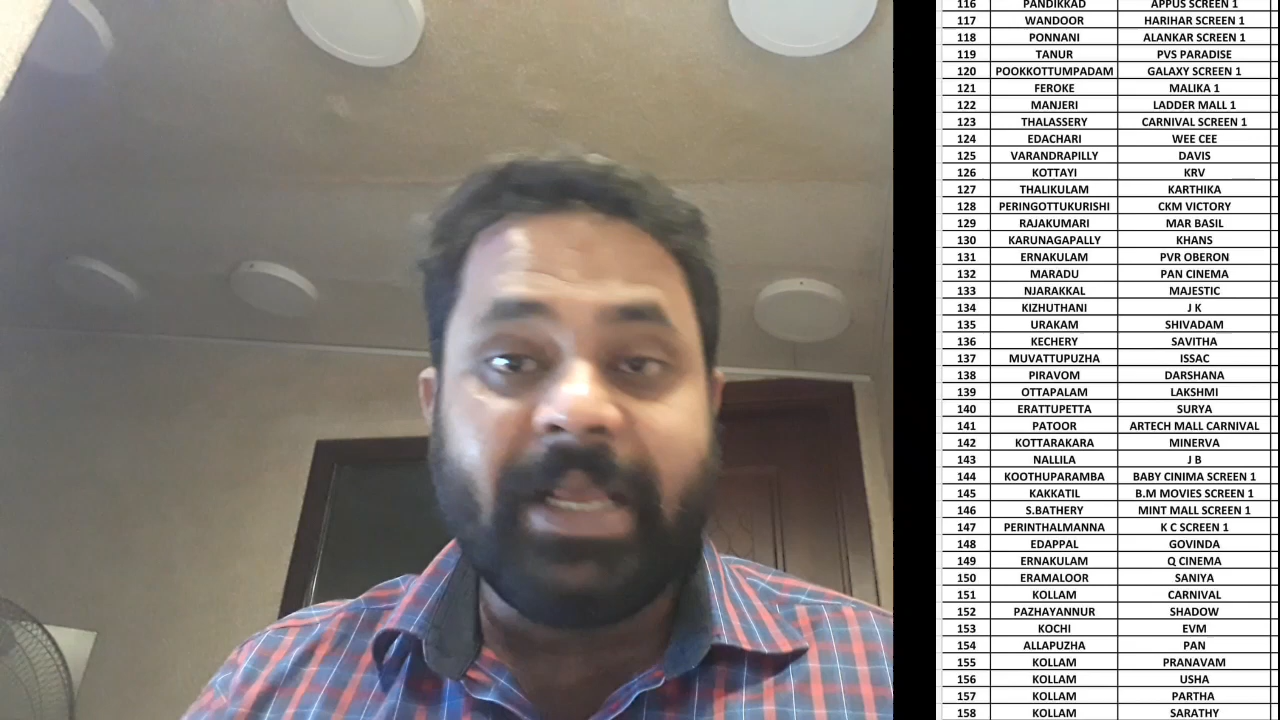 116 PANDIKKAD APPUS SCREEN 1
117 WANDOOR HARIHAR SCREEN 1
118 PONNANI ALANKAR SCREEN 1
119 TANUR PVS PARADISE
120 POOKKOTTUMPADAM GALAXY SCREEN 1
121 FEROKE MALIKA 1
122 MANJERI LADDER MALL 1
123 THALASSERY CARNIVAL SCREEN 1
124 EDACHARI WEE CEE
125 VARANDRAPILLY DAVIS
126 KOTTAYI KRV
127 THALIKULAM KARTHIKA
128 PERINGOTTUKURISHI CKM VICTORY
129 RAJAKUMARI MAR BASIL
130 KARUNAGAPALLY KHANS
131 ERNAKULAM PVR OBERON
132 MARADU PAN CINEMA
133 NJARAKKAL MAJESTIC
134 KIZHUTHANI J K
135 URAKAM SHIVADAM
136 KECHERY SAVITHA
137 MUVATTUPUZHA ISSAC
138 PIRAVOM DARSHANA
139 OTTAPALAM LAKSHMI
140 ERATTUPETTA SURYA
141 PATOOR ARTECH MALL CARNIVAL
142 KOTTARAKARA MINERVA
143 NALLILA J B
144 KOOTHUPARAMBA BABY CINIMA SCREEN 1
145 KAKKATIL B.M MOVIES SCREEN 1
146 S.BATHERY MINT MALL SCREEN 1
147 PERINTHALMANNA K C SCREEN 1
148 EDAPPAL GOVINDA
149 ERNAKULAM Q CINEMA
150 ERAMALOOR SANIYA
151 KOLLAM CARNIVAL
152 PAZHAYANNUR SHADOW
153 KOCHI EVM
154 ALLAPUZHA PAN
155 KOLLAM PRANAVAM
156 KOLLAM USHA
157 KOLLAM PARTHA
158 KOLLAM SARATHY